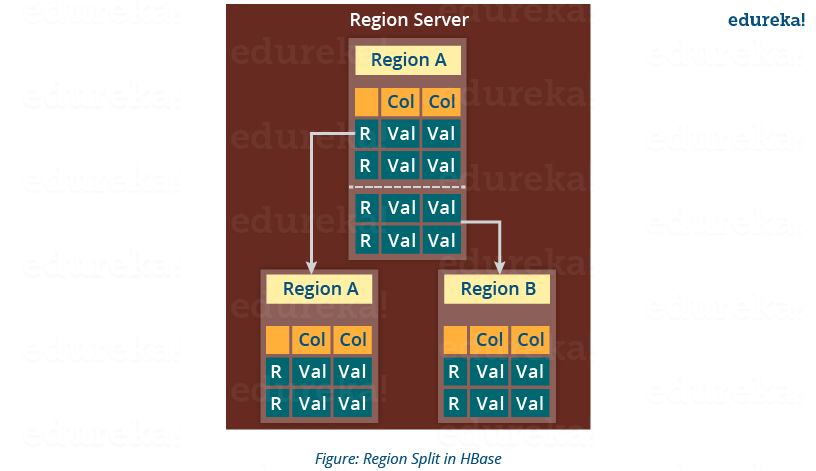 Region Server
edureka!
Region A
Col Col
R Val Val
R Val Val
R Val Val
R Val Val
Region A
Col Col
R Val Val
R Val Val
Region B
Col Col
R Val Val
R Val Val
Figure: Region Split in HBase